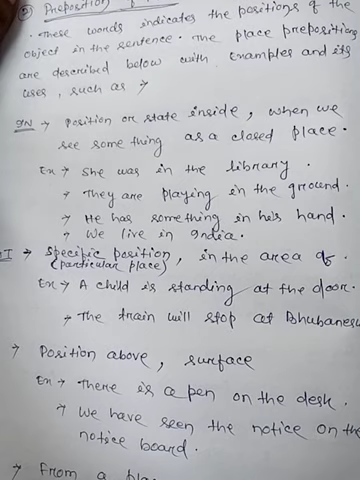 ② Preposition
• These words indicates the positions of the
object in the sentence. The place prepositions
are described below with examples and its
uses, such as →
IN → Position or state inside, when we
see something as a closed place.
Ex → She was in the library.
→ They are playing in the ground.
→ He has something in his hand.
→ We live in India.
→ Specific position, in the area of.
(particular place)
Ex → A child is standing at the door.
→ The train will stop at Bhubanes
→ Position above, surface
Ex → There is a pen on the desk.
→ We have seen the notice on the
notice board.
→ From a